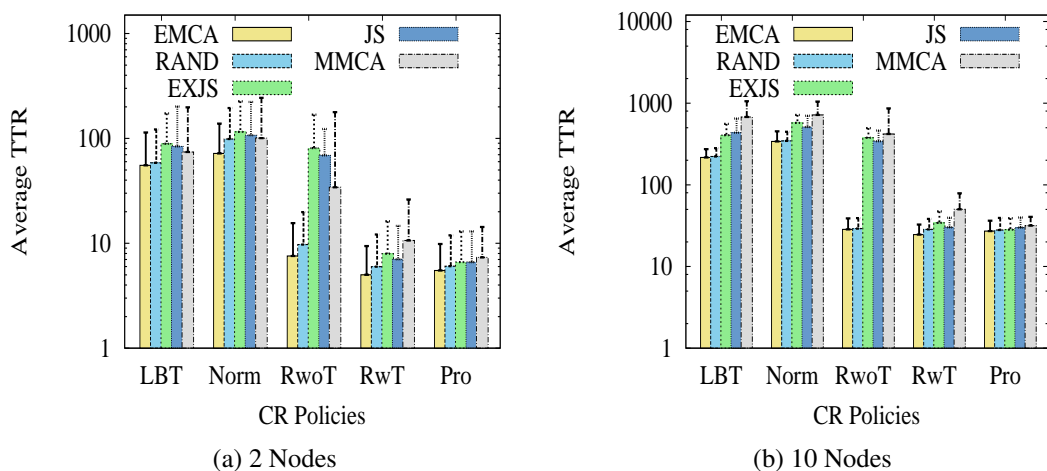 1000
100
10
1
Average TTR
EMCA
RAND
EXJS
JS
MMCA
LBT Norm RwoT RwT Pro
CR Policies
(a) 2 Nodes
10000
1000
100
10
1
Average TTR
EMCA
RAND
EXJS
JS
MMCA
LBT Norm RwoT RwT Pro
CR Policies
(b) 10 Nodes